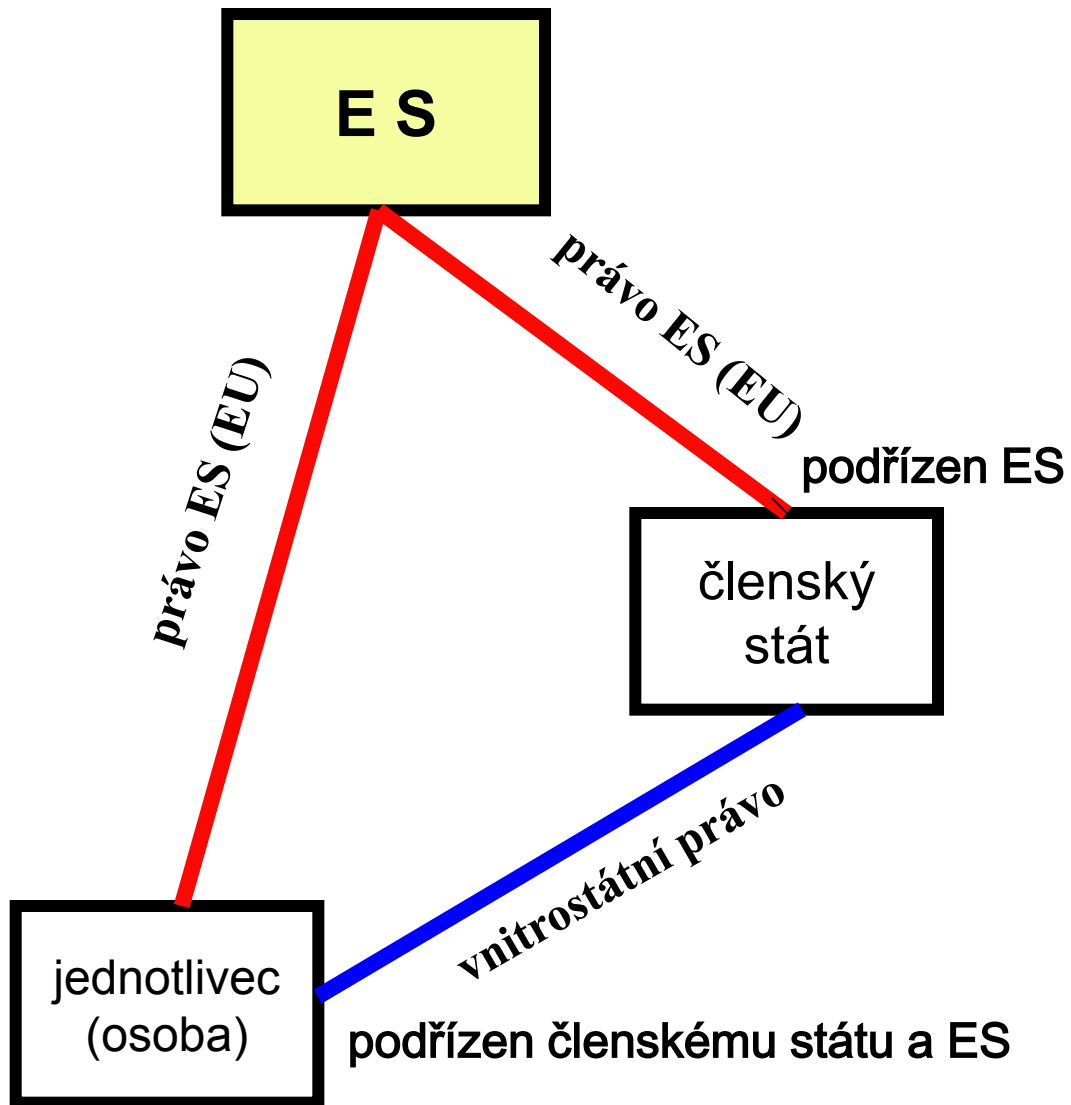 E S
právo ES (EU)
právo ES (EU)
podřízen ES
členský
stát
vnitrostátní právo
jednotlivec
(osoba)
podřízen členskému státu a ES